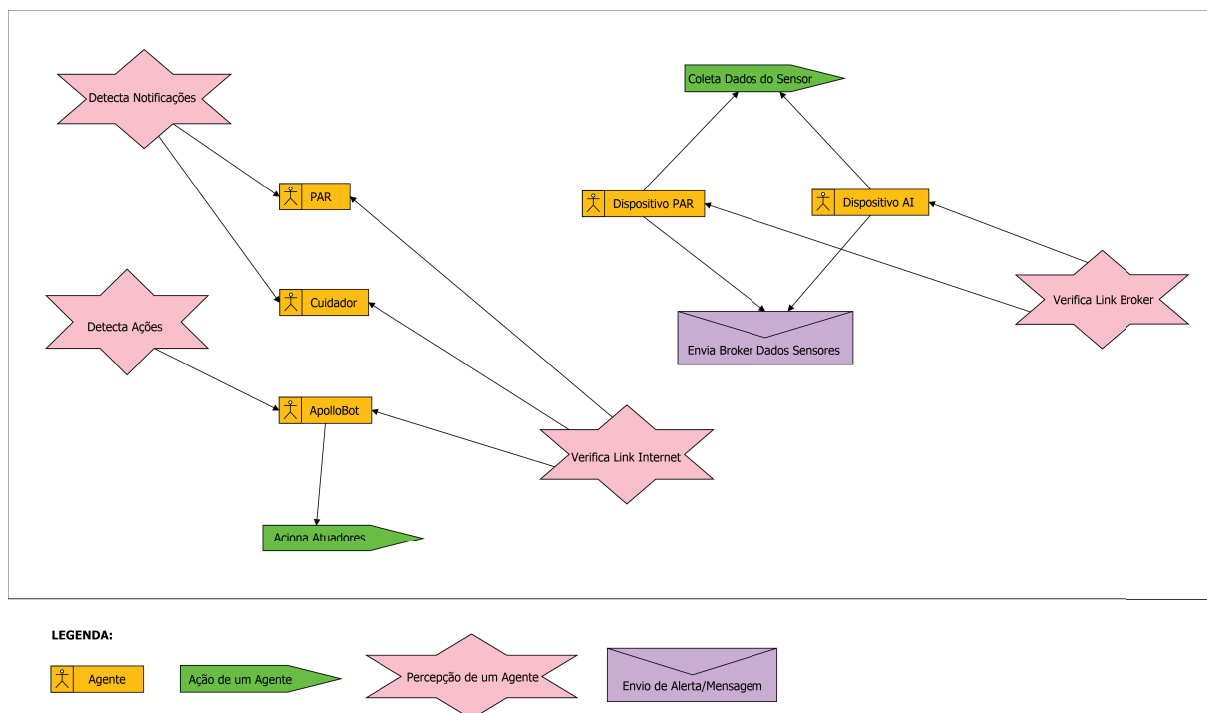 Detecta Notificações
Coleta Dados do Sensor
PAR
Dispositivo PAR
Dispositivo AI
Cuidador
Verifica Link Broker
Detecta Ações
Envia Broker Dados Sensores
ApolloBot
Verifica Link Internet
Aciona Atuadores
LEGENDA:
Agente
Ação de um Agente
Percepção de um Agente
Envio de Alerta/Mensagem